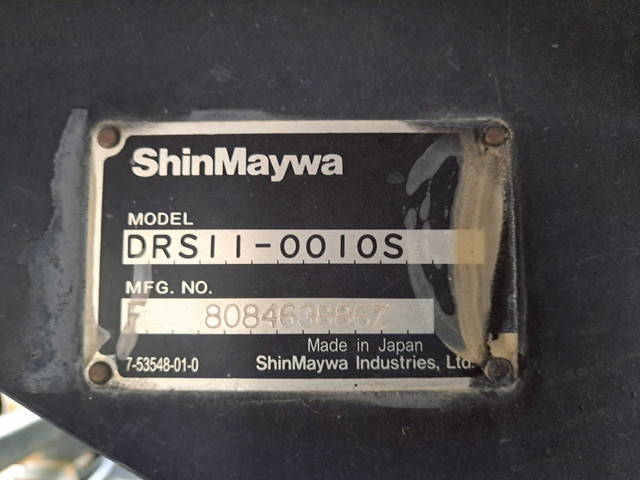 ShinMaywa
MODEL
DRS11-0010S
MFG. NO.
Made in Japan
7-53548-01-0 ShinMaywa Industries, Ltd.